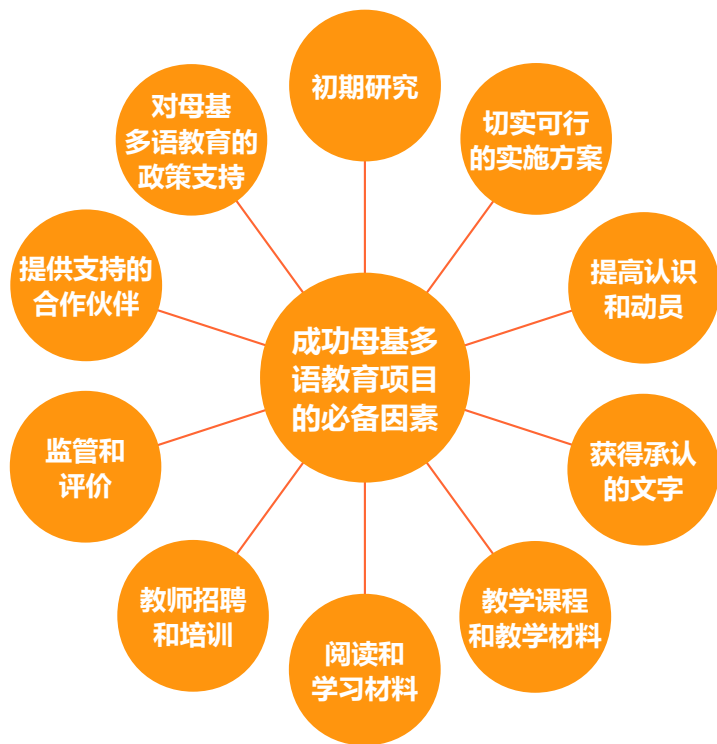 初期研究
切实可行
的实施方案
提高认识
和动员
获得承认
的文字
教学课程
和教学材料
阅读和
学习材料
教师招聘
和培训
监管和
评价
提供支持的
合作伙伴
对母基
多语教育的
政策支持
成功母基多
语教育项目
的必备因素